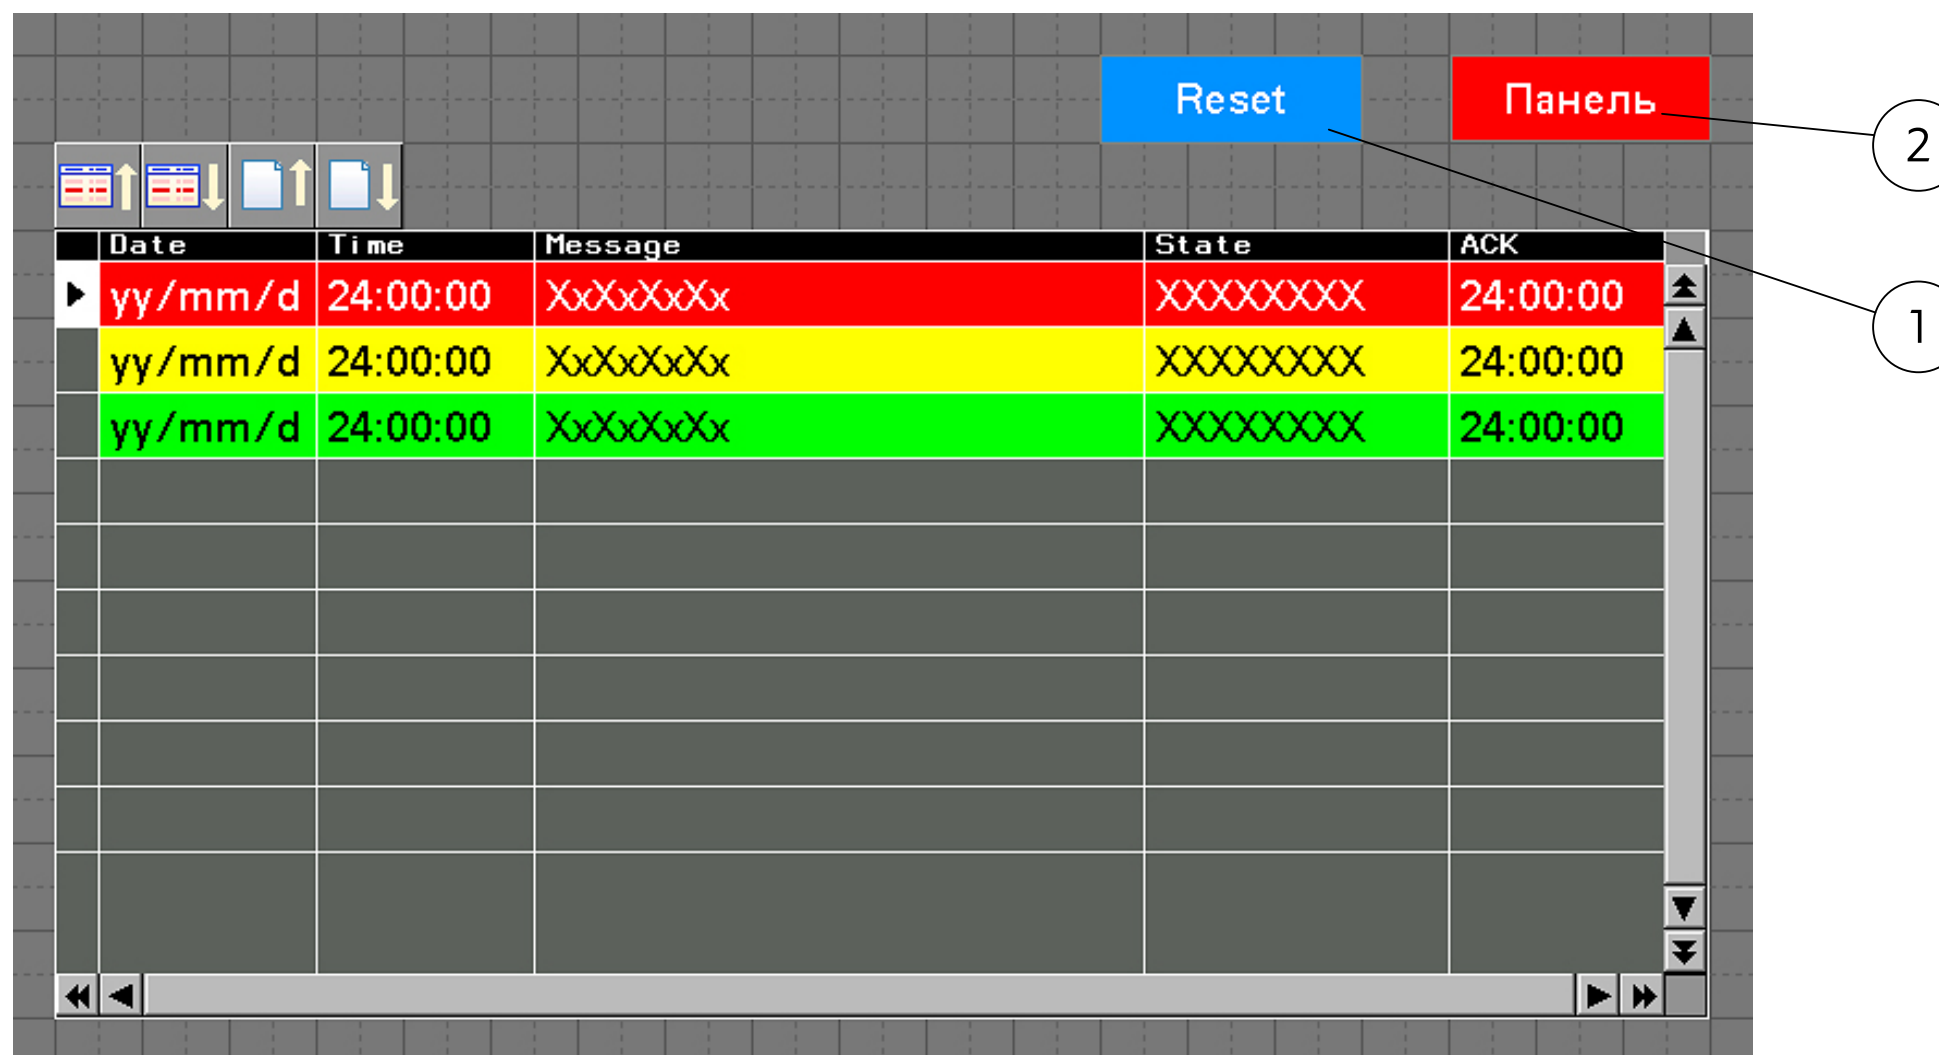 Reset Панель
2
Date Time Message State ACK
yy/mm/d 24:00:00 XxXxXxXx XXXXXXXX 24:00:00
1
yy/mm/d 24:00:00 XxXxXxXx XXXXXXXX 24:00:00
yy/mm/d 24:00:00 XxXxXxXx XXXXXXXX 24:00:00